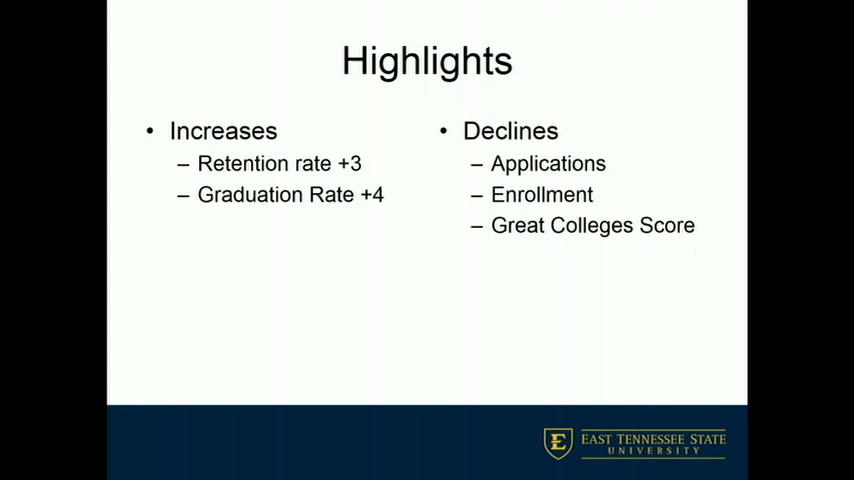 Highlights
• Increases
– Retention rate +3
– Graduation Rate +4
• Declines
– Applications
– Enrollment
– Great Colleges Score
E
EAST TENNESSEE STATE
UNIVERSITY